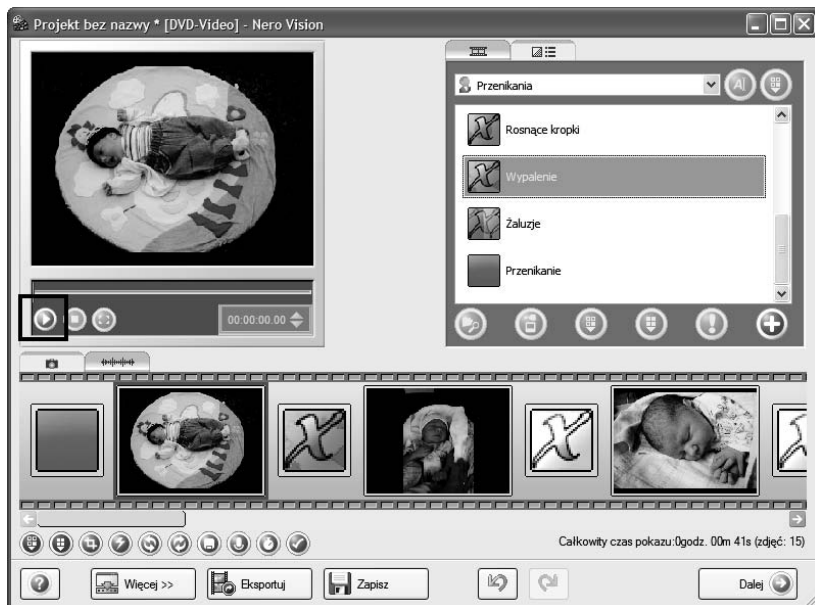 Projekt bez nazwy * [DVD-Video] - Nero Vision
Przenikania
Rosnące kropki
Wypalenie
Żaluzje
Przenikanie
00:00:00.00
Całkowity czas pokazu:0godz. 00m 41s (zdjęć: 15)
Więcej >>
Eksportuj
Zapisz
Dalej